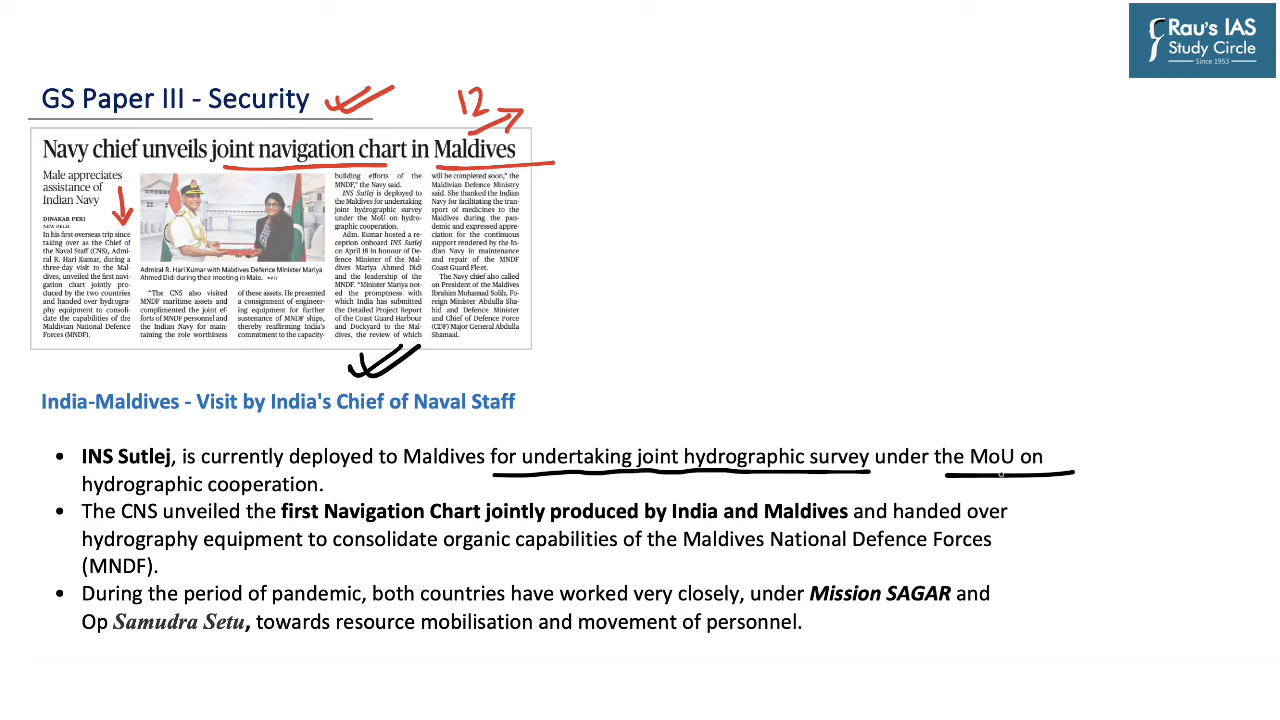 Rau's IAS
Study Circle
Since 1953
GS Paper III - Security
12
Navy chief unveils joint navigation chart in Maldives
Male appreciates
assistance of
Indian Navy
DINAKAR PERI
NEW DELHI
In his first overseas trip since
taking over as the Chief of
the Naval Staff (CNS), Admi-
ral R. Hari Kumar, during a
three-day visit to the Mal-
dives, unveiled the first navi-
gation chart jointly pro-
duced by the two countries
and handed over hydrogra-
phy equipment to consoli-
date the capabilities of the
Maldivian National Defence
Forces (MNDF).
Admiral R. Hari Kumar with Maldives Defence Minister Mariya
Ahmed Didi during their meeting in Male. •PTI
"The CNS also visited
MNDF maritime assets and
complimented the joint ef-
forts of MNDF personnel and
the Indian Navy for main-
taining the role worthiness
of these assets. He presented
a consignment of engineer-
ing equipment for further
sustenance of MNDF ships,
thereby reaffirming India's
commitment to the capacity-
building efforts of the
MNDF," the Navy said.
INS Sutlej is deployed to
the Maldives for undertaking
joint hydrographic survey
under the MoU on hydro-
graphic cooperation.
Adm. Kumar hosted a re-
ception onboard INS Sutlej
on April 18 in honour of De-
fence Minister of the Mal-
dives Mariya Ahmed Didi
and the leadership of the
MNDF. "Minister Mariya not-
ed the promptness with
which India has submitted
the Detailed Project Report
of the Coast Guard Harbour
and Dockyard to the Mal-
dives, the review of which
will be completed soon," the
Maldivian Defence Ministry
said. She thanked the Indian
Navy for facilitating the tran-
sport of medicines to the
Maldives during the pan-
demic and expressed appre-
ciation for the continuous
support rendered by the In-
dian Navy in maintenance
and repair of the MNDF
Coast Guard Fleet.
The Navy chief also called
on President of the Maldives
Ibrahim Mohamad Solih, Fo-
reign Minister Abdulla Sha-
hid and Defence Minister
and Chief of Defence Force
(CDF) Major General Abdulla
Shamaal.
India-Maldives - Visit by India's Chief of Naval Staff
• INS Sutlej, is currently deployed to Maldives for undertaking joint hydrographic survey under the MoU on
hydrographic cooperation.
• The CNS unveiled the first Navigation Chart jointly produced by India and Maldives and handed over
hydrography equipment to consolidate organic capabilities of the Maldives National Defence Forces
(MNDF).
• During the period of pandemic, both countries have worked very closely, under Mission SAGAR and
Op Samudra Setu, towards resource mobilisation and movement of personnel.